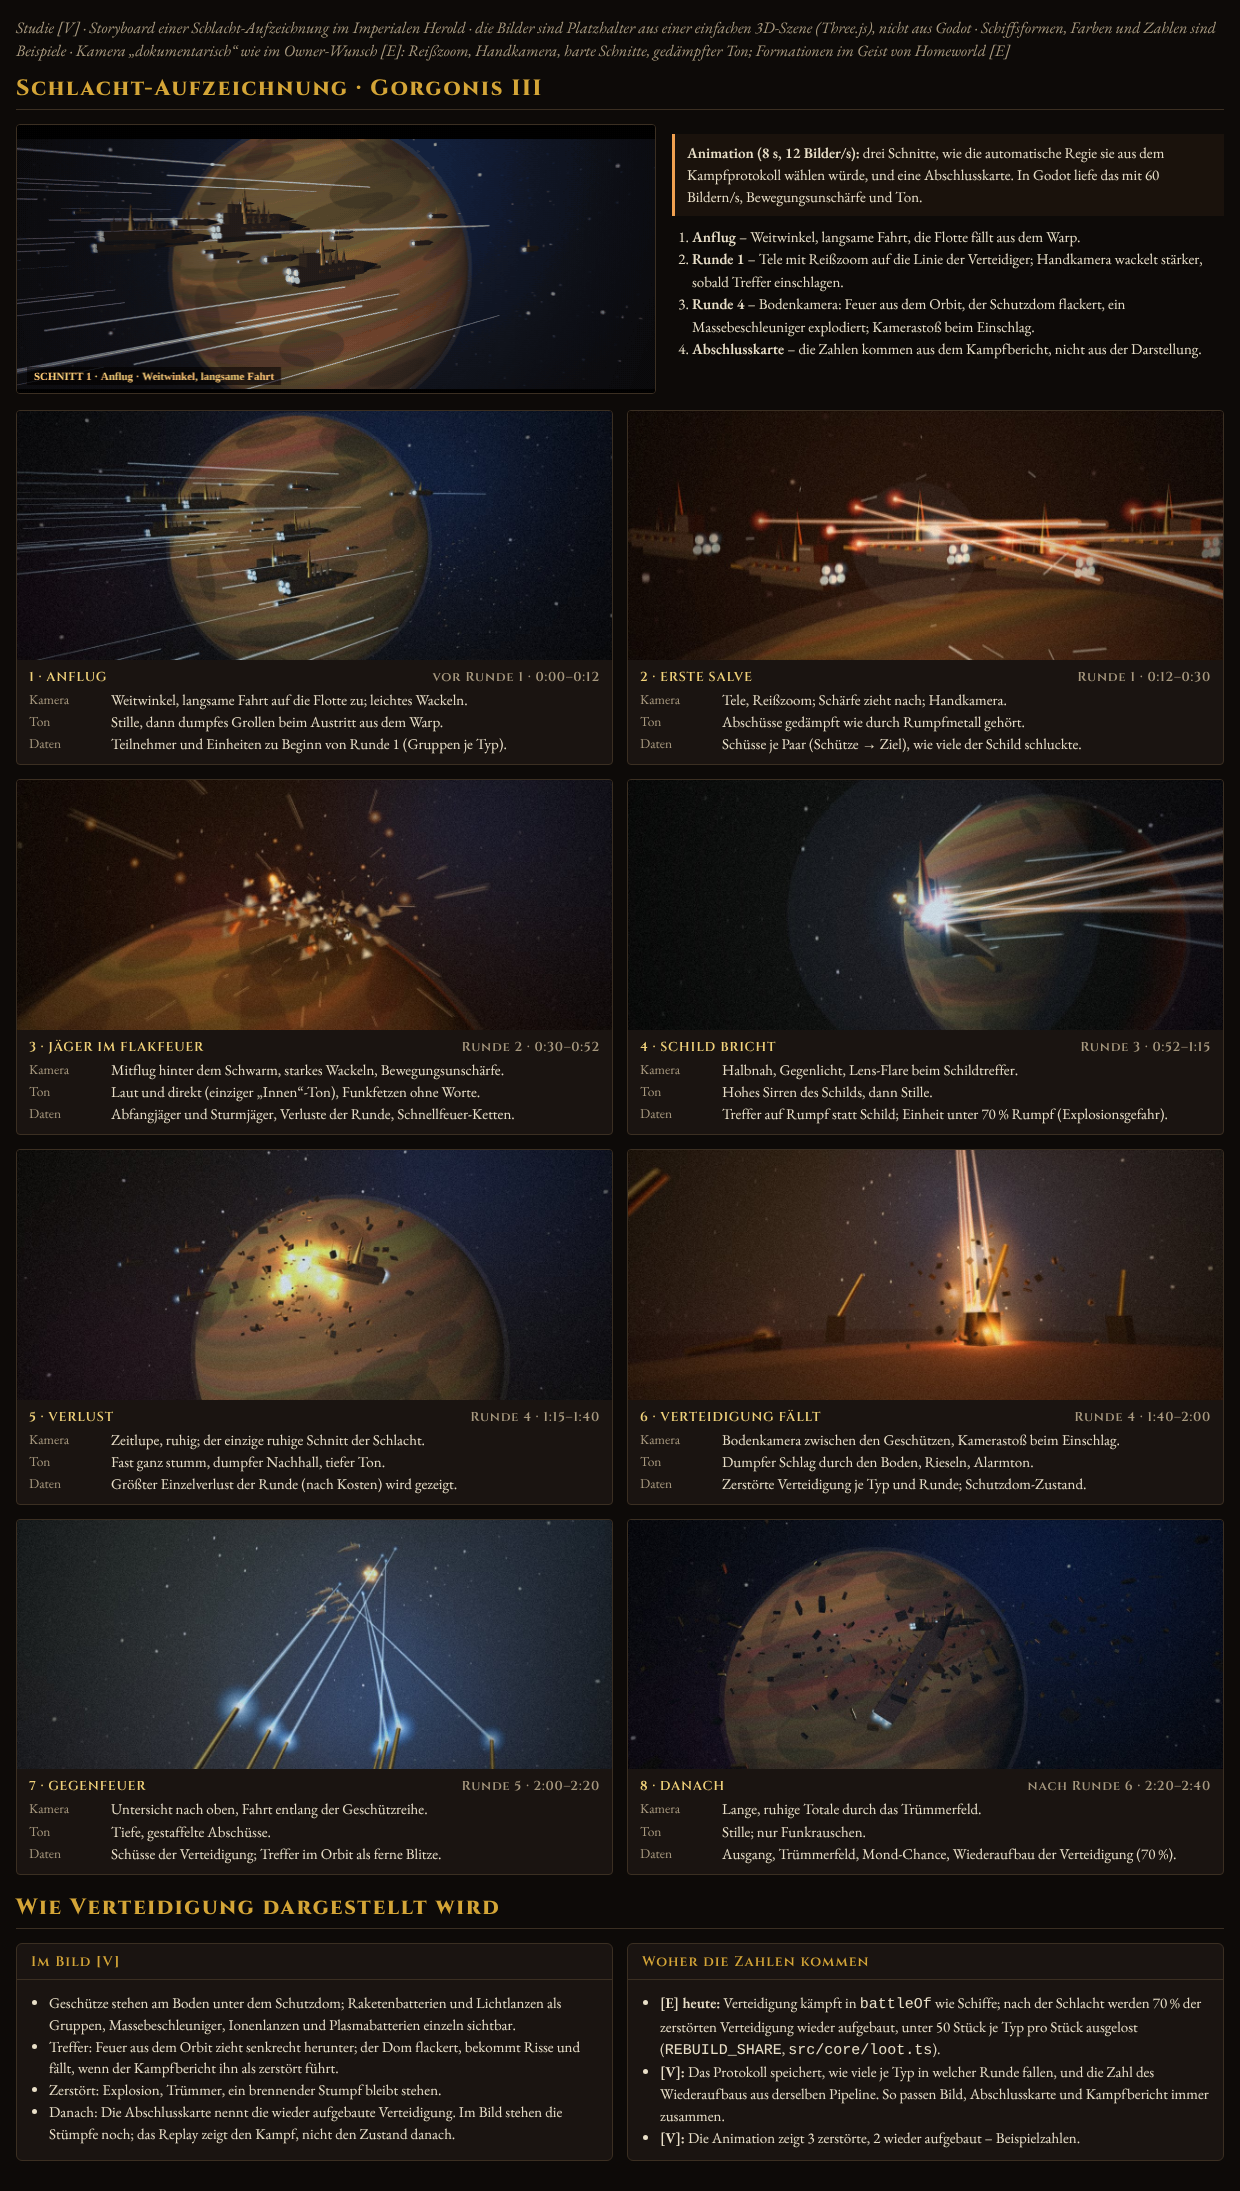 Studie [V] · Storyboard einer Schlacht-Aufzeichnung im Imperialen Herold · die Bilder sind Platzhalter aus einer einfachen 3D-Szene (Three.js), nicht aus Godot · Schiffsformen, Farben und Zahlen sind
Beispiele · Kamera „dokumentarisch“ wie im Owner-Wunsch [E]: Reißzoom, Handkamera, harte Schnitte, gedämpfter Ton; Formationen im Geist von Homeworld [E]
Schlacht-Aufzeichnung · Gorgonis III
SCHNITT 1 · Anflug · Weitwinkel, langsame Fahrt
Animation (8 s, 12 Bilder/s): drei Schnitte, wie die automatische Regie sie aus dem
Kampfprotokoll wählen würde, und eine Abschlusskarte. In Godot liefe das mit 60
Bildern/s, Bewegungsunschärfe und Ton.
1. Anflug – Weitwinkel, langsame Fahrt, die Flotte fällt aus dem Warp.
2. Runde 1 – Tele mit Reißzoom auf die Linie der Verteidiger; Handkamera wackelt stärker,
sobald Treffer einschlagen.
3. Runde 4 – Bodenkamera: Feuer aus dem Orbit, der Schutzdom flackert, ein
Massebeschleuniger explodiert; Kamerastoß beim Einschlag.
4. Abschlusskarte – die Zahlen kommen aus dem Kampfbericht, nicht aus der Darstellung.
1 · Anflug vor Runde 1 · 0:00–0:12
Kamera Weitwinkel, langsame Fahrt auf die Flotte zu; leichtes Wackeln.
Ton Stille, dann dumpfes Grollen beim Austritt aus dem Warp.
Daten Teilnehmer und Einheiten zu Beginn von Runde 1 (Gruppen je Typ).
2 · Erste Salve Runde 1 · 0:12–0:30
Kamera Tele, Reißzoom; Schärfe zieht nach; Handkamera.
Ton Abschüsse gedämpft wie durch Rumpfmetall gehört.
Daten Schüsse je Paar (Schütze → Ziel), wie viele der Schild schluckte.
3 · Jäger im Flakfeuer Runde 2 · 0:30–0:52
Kamera Mitflug hinter dem Schwarm, starkes Wackeln, Bewegungsunschärfe.
Ton Laut und direkt (einziger „Innen“-Ton), Funkfetzen ohne Worte.
Daten Abfangjäger und Sturmjäger, Verluste der Runde, Schnellfeuer-Ketten.
4 · Schild bricht Runde 3 · 0:52–1:15
Kamera Halbnah, Gegenlicht, Lens-Flare beim Schildtreffer.
Ton Hohes Sirren des Schilds, dann Stille.
Daten Treffer auf Rumpf statt Schild; Einheit unter 70 % Rumpf (Explosionsgefahr).
5 · Verlust Runde 4 · 1:15–1:40
Kamera Zeitlupe, ruhig; der einzige ruhige Schnitt der Schlacht.
Ton Fast ganz stumm, dumpfer Nachhall, tiefer Ton.
Daten Größter Einzelverlust der Runde (nach Kosten) wird gezeigt.
6 · Verteidigung fällt Runde 4 · 1:40–2:00
Kamera Bodenkamera zwischen den Geschützen, Kamerastoß beim Einschlag.
Ton Dumpfer Schlag durch den Boden, Rieseln, Alarmton.
Daten Zerstörte Verteidigung je Typ und Runde; Schutzdom-Zustand.
7 · Gegenfeuer Runde 5 · 2:00–2:20
Kamera Untersicht nach oben, Fahrt entlang der Geschützreihe.
Ton Tiefe, gestaffelte Abschüsse.
Daten Schüsse der Verteidigung; Treffer im Orbit als ferne Blitze.
8 · Danach nach Runde 6 · 2:20–2:40
Kamera Lange, ruhige Totale durch das Trümmerfeld.
Ton Stille; nur Funkrauschen.
Daten Ausgang, Trümmerfeld, Mond-Chance, Wiederaufbau der Verteidigung (70 %).
Wie Verteidigung dargestellt wird
Im Bild [V]
• Geschütze stehen am Boden unter dem Schutzdom; Raketenbatterien und Lichtlanzen als
Gruppen, Massebeschleuniger, Ionenlanzen und Plasmabatterien einzeln sichtbar.
• Treffer: Feuer aus dem Orbit zieht senkrecht herunter; der Dom flackert, bekommt Risse und
fällt, wenn der Kampfbericht ihn als zerstört führt.
• Zerstört: Explosion, Trümmer, ein brennender Stumpf bleibt stehen.
• Danach: Die Abschlusskarte nennt die wieder aufgebaute Verteidigung. Im Bild stehen die
Stümpfe noch; das Replay zeigt den Kampf, nicht den Zustand danach.
Woher die Zahlen kommen
• [E] heute: Verteidigung kämpft in battleOf wie Schiffe; nach der Schlacht werden 70 % der
zerstörten Verteidigung wieder aufgebaut, unter 50 Stück je Typ pro Stück ausgelost
(REBUILD_SHARE, src/core/loot.ts).
• [V]: Das Protokoll speichert, wie viele je Typ in welcher Runde fallen, und die Zahl des
Wiederaufbaus aus derselben Pipeline. So passen Bild, Abschlusskarte und Kampfbericht immer
zusammen.
• [V]: Die Animation zeigt 3 zerstörte, 2 wieder aufgebaut – Beispielzahlen.